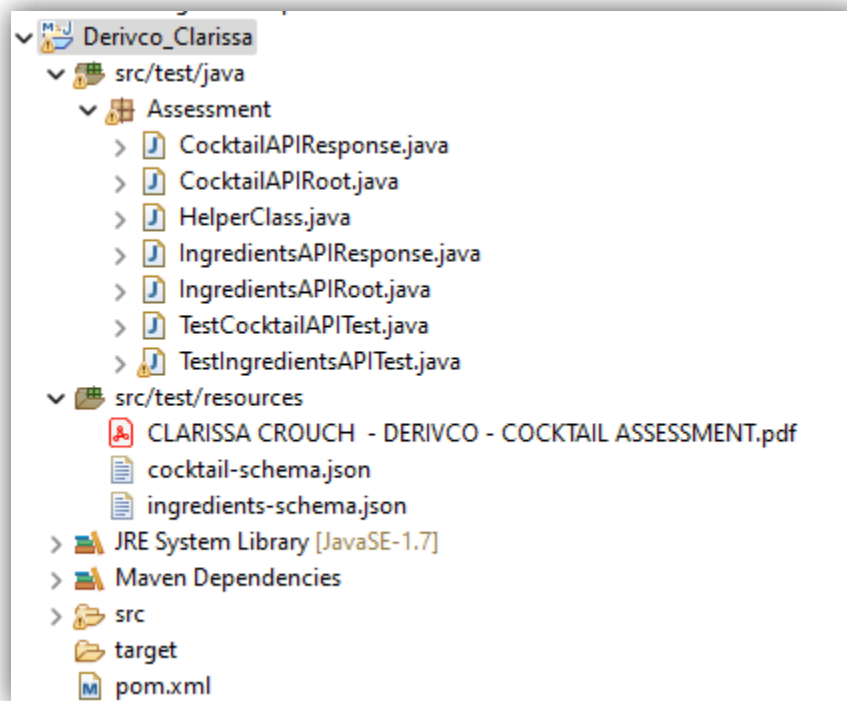 Derivco_Clarissa
src/test/java
Assessment
CocktailAPIResponse.java
CocktailAPIRoot.java
HelperClass.java
IngredientsAPIResponse.java
IngredientsAPIRoot.java
TestCocktailAPITest.java
TestIngredientsAPITest.java
src/test/resources
CLARISSA CROUCH  - DERIVCO - COCKTAIL ASSESSMENT.pdf
cocktail-schema.json
ingredients-schema.json
JRE System Library [JavaSE-1.7]
Maven Dependencies
src
target
pom.xml